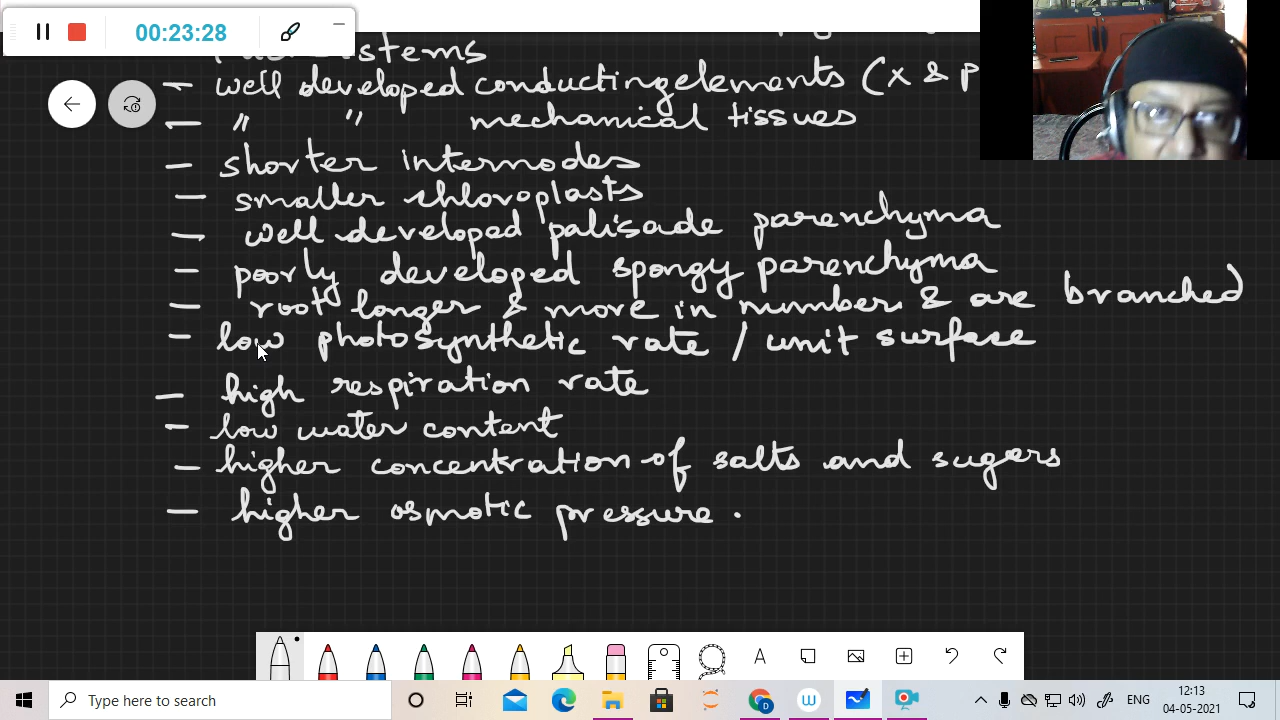 00:23:28
stems
— well developed conducting elements (x & p
— " " mechanical tissues
— shorter internodes
— smaller chloroplasts
— well developed palisade parenchyma
— poorly developed spongy parenchyma
— root longer & more in number & are branched
— low photosynthetic rate / unit surface
— high respiration rate
— low water content
— higher concentration of salts and sugars
— higher osmotic pressure.
A
Type here to search
ENG
12:13
04-05-2021